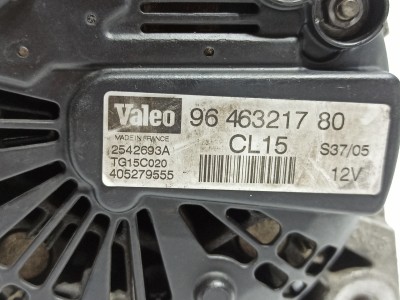 Valeo 96 463217 80
MADE IN FRANCE
2542693A CL15 S37/05
TG15C020
405279555 12V